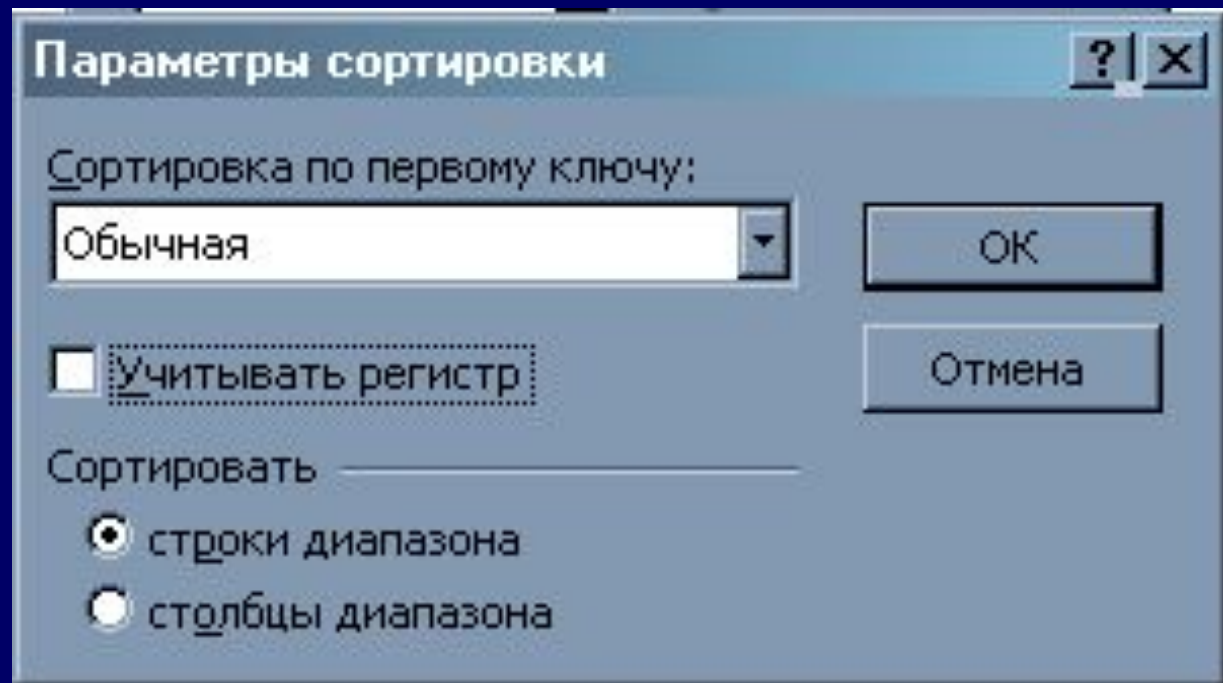 Параметры сортировки
Сортировка по первому ключу:
Обычная
ОК
Учитывать регистр
Отмена
Сортировать
строки диапазона
столбцы диапазона